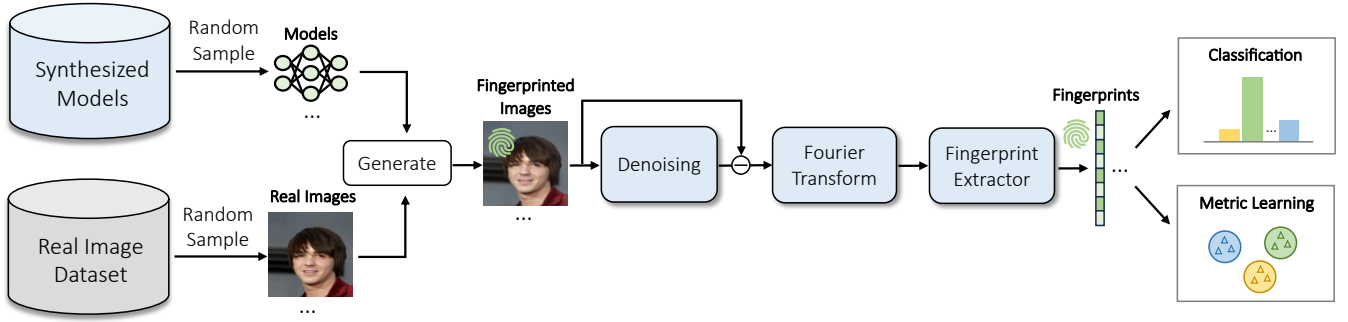 Synthesized
Models
Random
Sample
Models
...
Real Image
Dataset
Random
Sample
Real Images
...
Generate
Fingerprinted
Images
...
Denoising
Fourier
Transform
Fingerprint
Extractor
Fingerprints
...
Classification
...
Metric Learning